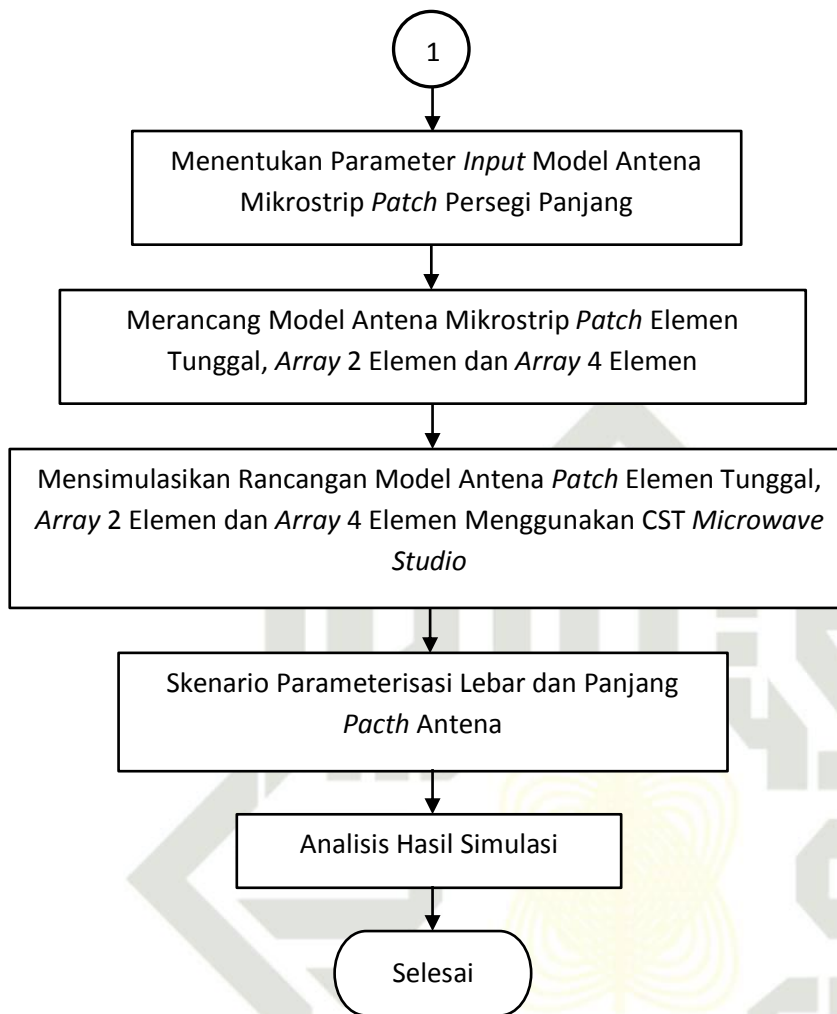 1
Menentukan Parameter Input Model Antena
Mikrostrip Patch Persegi Panjang
Merancang Model Antena Mikrostrip Patch Elemen
Tunggal, Array 2 Elemen dan Array 4 Elemen
Mensimulasikan Rancangan Model Antena Patch Elemen Tunggal,
Array 2 Elemen dan Array 4 Elemen Menggunakan CST Microwave
Studio
Skenario Parameterisasi Lebar dan Panjang
Pacth Antena
Analisis Hasil Simulasi
Selesai